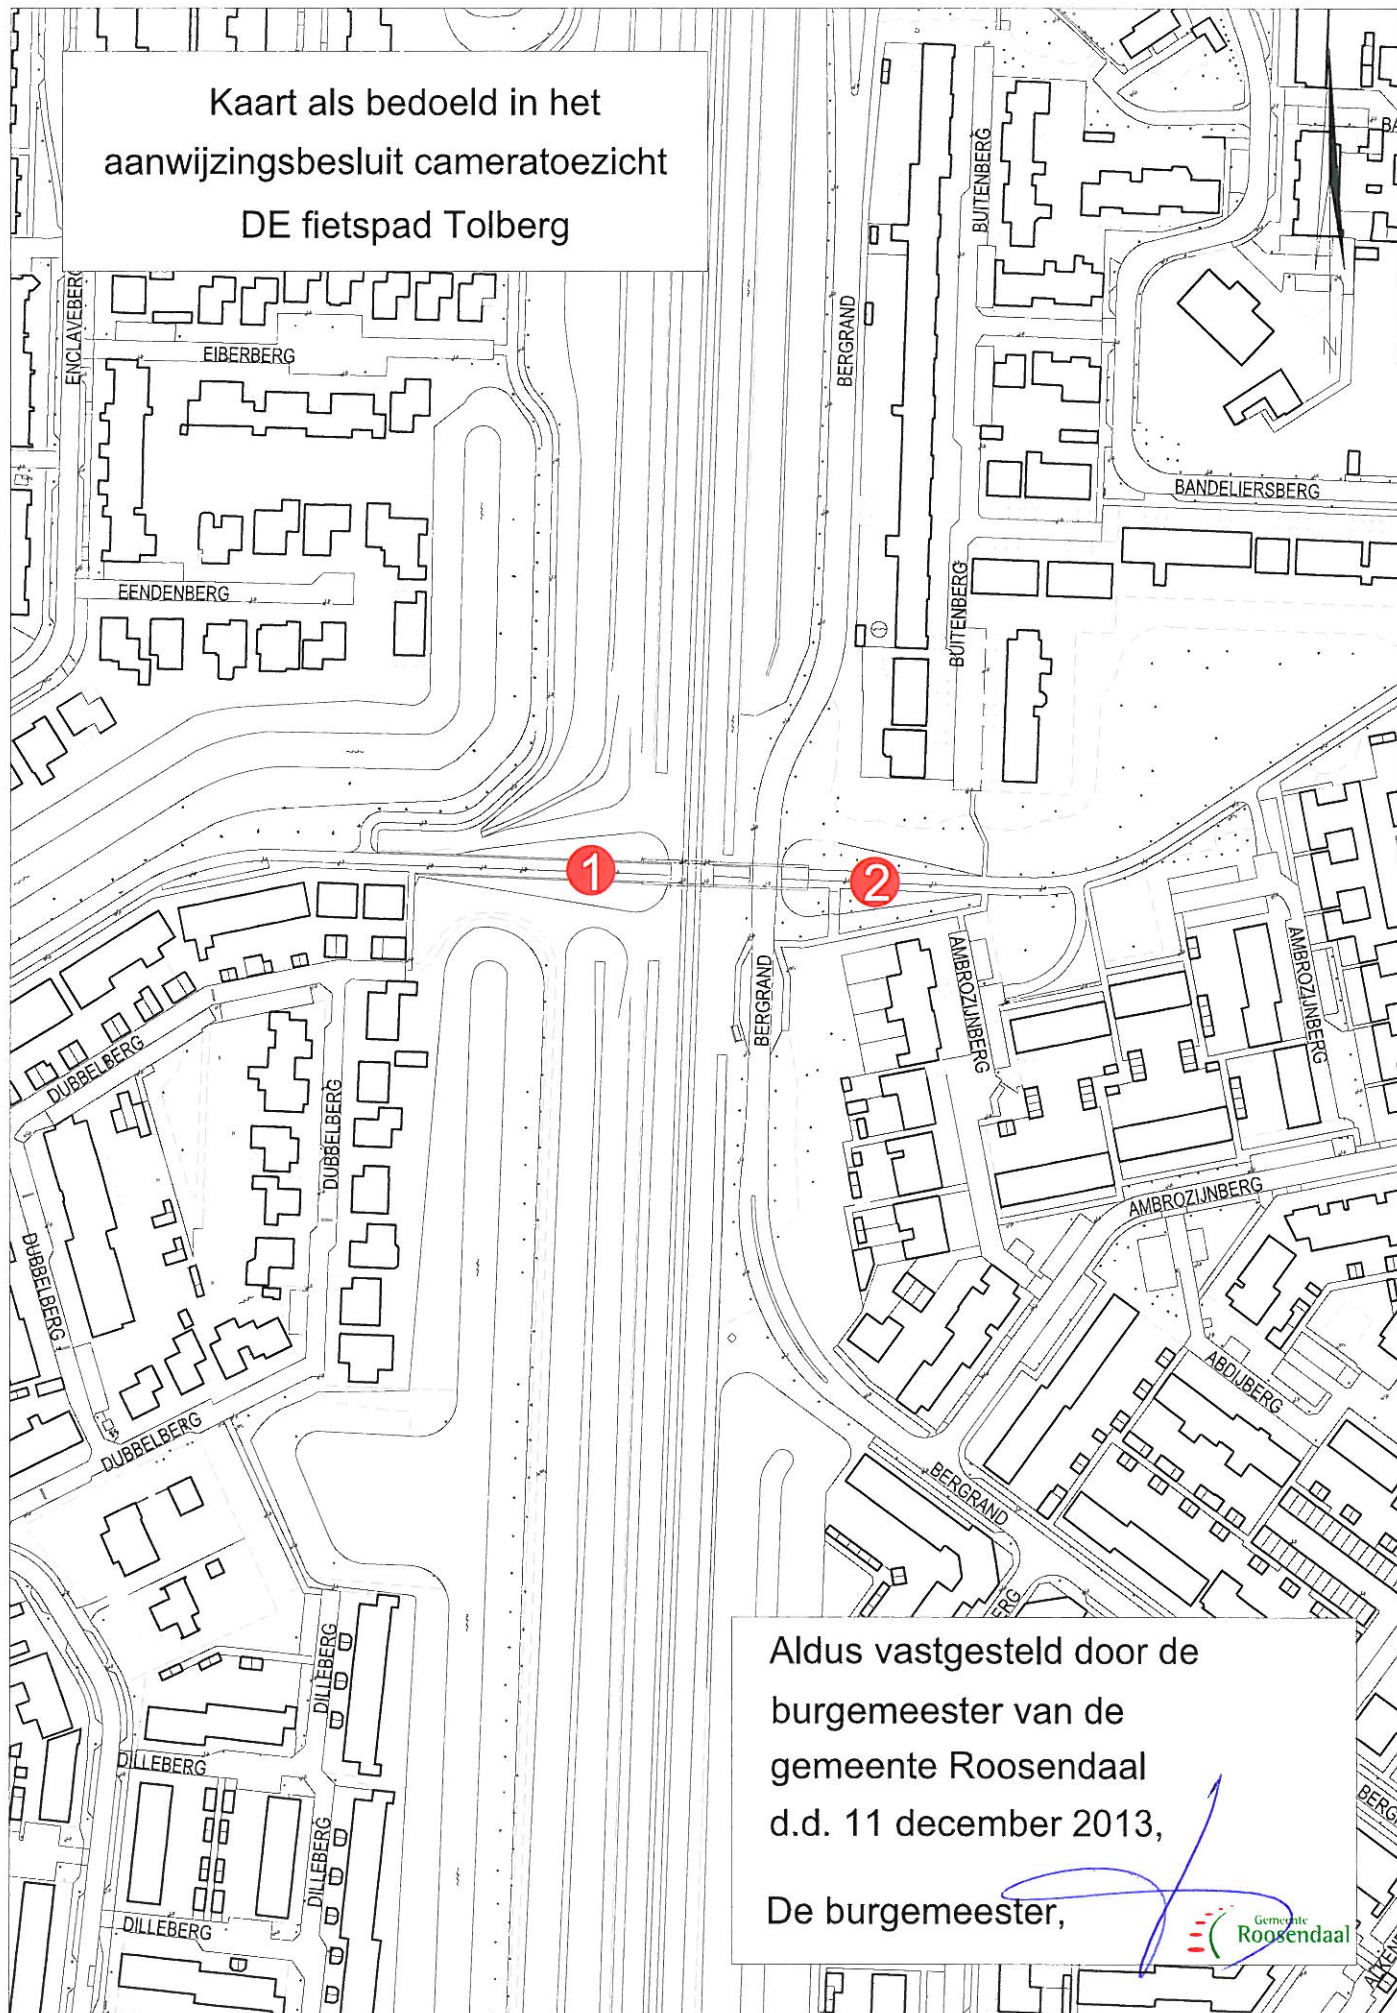 Kaart als bedoeld in het
aanwijzingsbesluit cameratoezicht
DE fietspad Tolberg
BUITENBERG
ENCLAVEBERG
EIBERBERG
BERGRAND
N
BANDELIERSBERG
EENDENBERG
BUITENBERG
1
2
BERGRAND
AMBROZIJNBERG
AMBROZIJNBERG
DUBBELBERG
DUBBELBERG
AMBROZIJNBERG
DUBBELBERG
ABDIJBERG
DUBBELBERG
BERGRAND
ERG
DILLEBERG
DILLEBERG
DILLEBERG
DILLEBERG
Aldus vastgesteld door de
burgemeester van de
gemeente Roosendaal
d.d. 11 december 2013,
De burgemeester,
Gemeente
Roosendaal